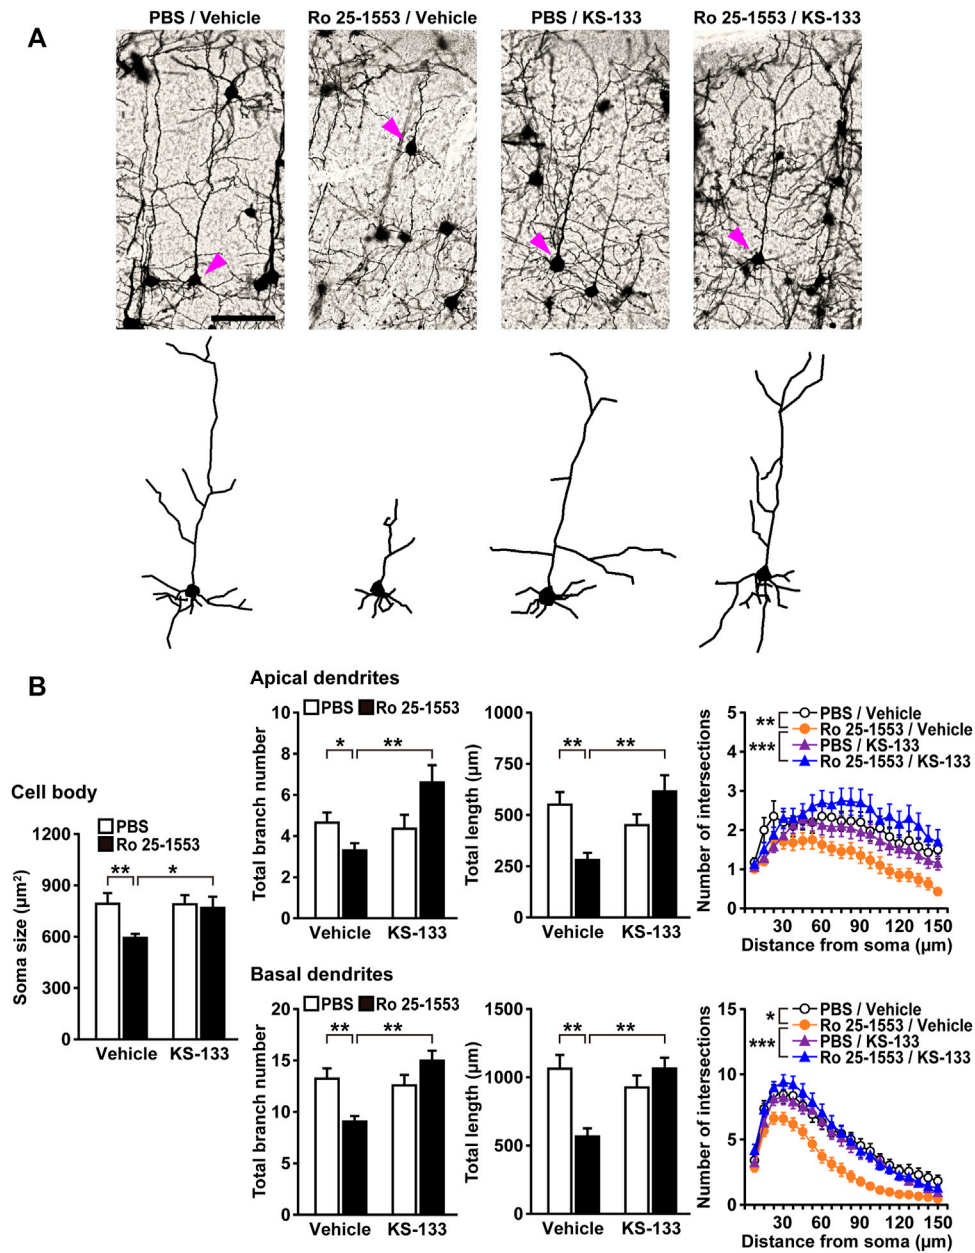 PBS / Vehicle Ro 25-1553 / Vehicle PBS / KS-133 Ro 25-1553 / KS-133
A
B
Cell body
PBS
Ro 25-1553
Soma size (µm²)
1200
900
600
300
0
** *
Vehicle KS-133
Apical dendrites
PBS Ro 25-1553
Total branch number
10
8
6
4
2
0
* **
Vehicle KS-133
Total length (µm)
1000
750
500
250
0
** **
Vehicle KS-133
Number of intersections
5
4
3
2
1
0
** ***
PBS / Vehicle
Ro 25-1553 / Vehicle
PBS / KS-133
Ro 25-1553 / KS-133
30 60 90 120 150
Distance from soma (µm)
Basal dendrites
PBS Ro 25-1553
Total branch number
20
15
10
5
0
** **
Vehicle KS-133
Total length (µm)
1500
1000
500
0
** **
Vehicle KS-133
Number of intersections
15
10
5
0
* ***
PBS / Vehicle
Ro 25-1553 / Vehicle
PBS / KS-133
Ro 25-1553 / KS-133
30 60 90 120 150
Distance from soma (µm)